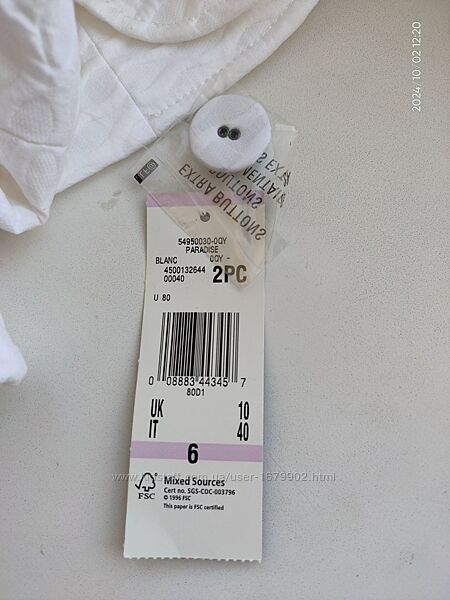 2024. 10/02 12:20
EXTRA BUTTONS
54950030-0QY
PARADISE
BLANC 0QY -
4500132644 2PC
00040
U 80
0 08883 44345 7
80D1
UK 10
IT 40
6
FSC
Mixed Sources
Cert no. SGS-COC-003796
© 1996 FSC
This paper is FSC certified